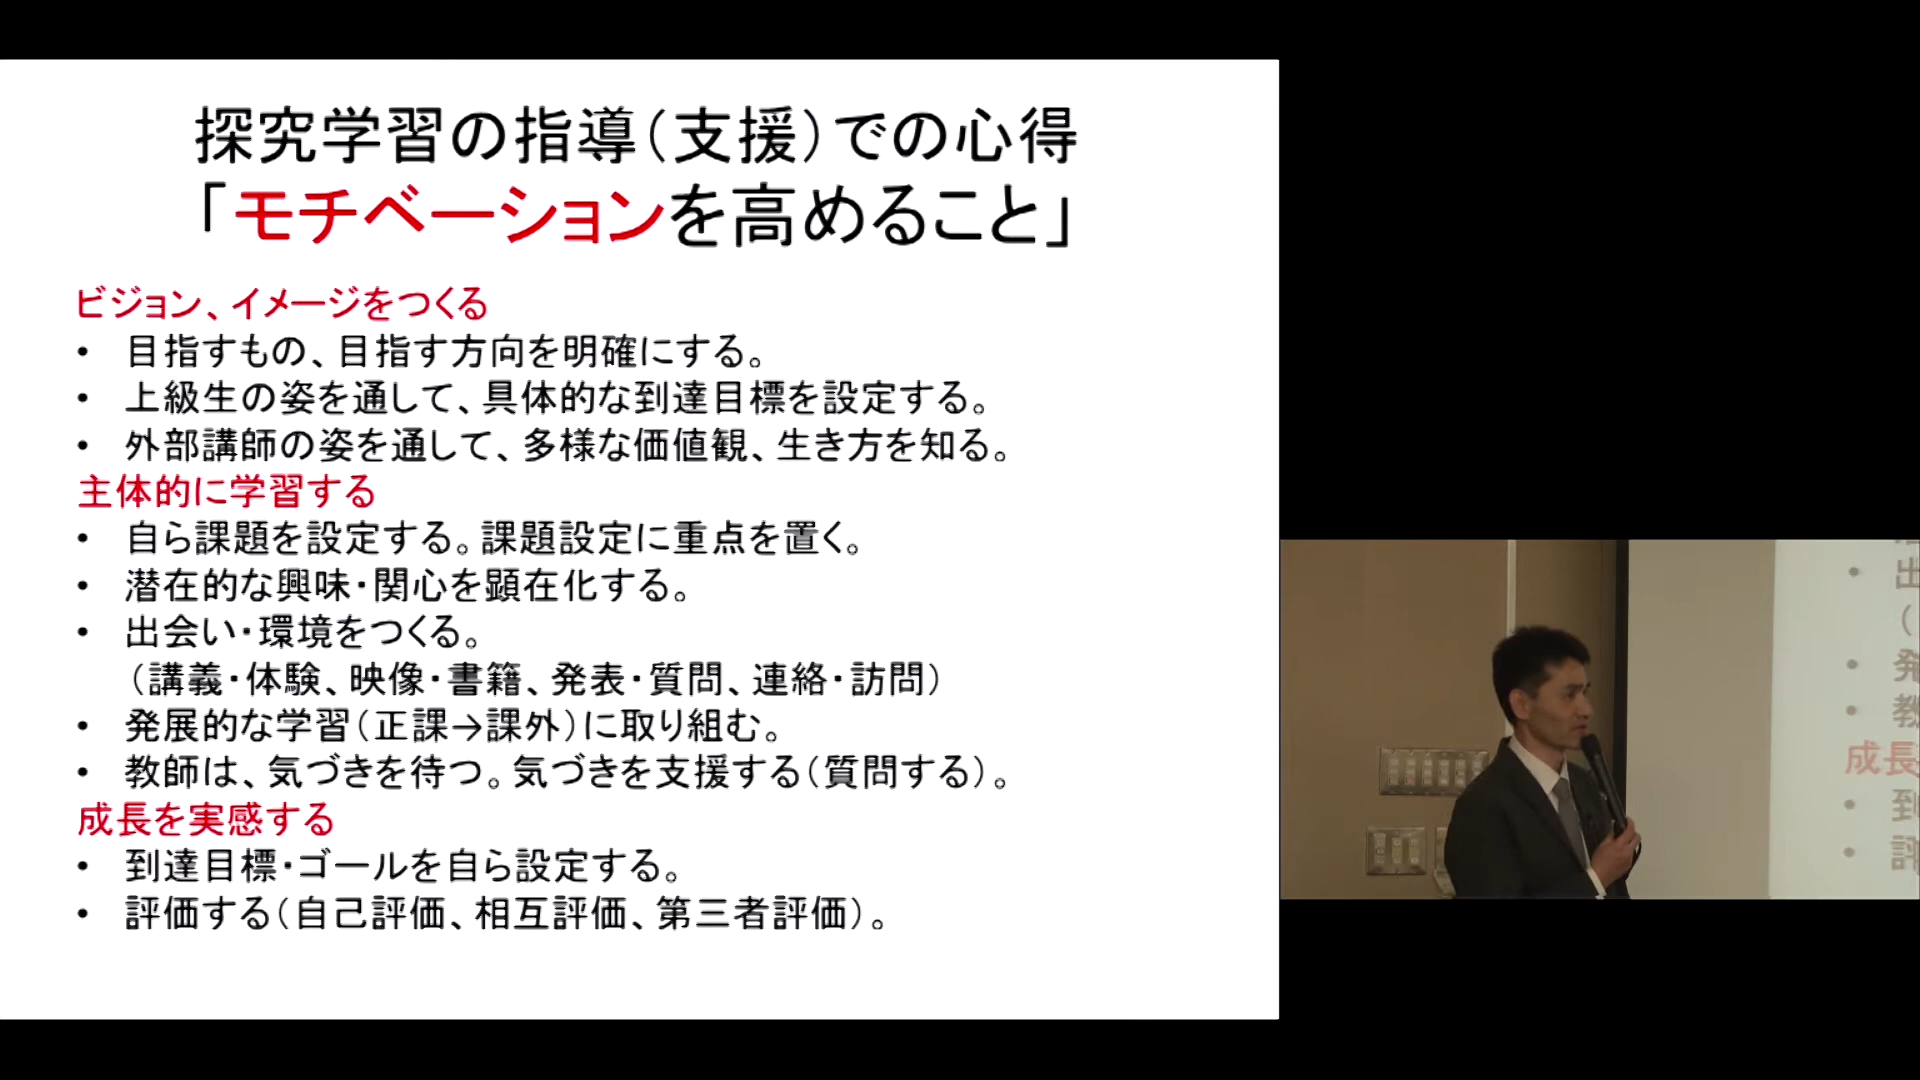 探究学習の指導（支援）での心得
「モチベーションを高めること」
ビジョン、イメージをつくる
• 目指すもの、目指す方向を明確にする。
• 上級生の姿を通して、具体的な到達目標を設定する。
• 外部講師の姿を通して、多様な価値観、生き方を知る。
主体的に学習する
• 自ら課題を設定する。課題設定に重点を置く。
• 潜在的な興味・関心を顕在化する。
• 出会い・環境をつくる。
（講義・体験、映像・書籍、発表・質問、連絡・訪問）
• 発展的な学習（正課→課外）に取り組む。
• 教師は、気づきを待つ。気づきを支援する（質問する）。
成長を実感する
• 到達目標・ゴールを自ら設定する。
• 評価する（自己評価、相互評価、第三者評価）。
• 出
（
• 発
• 教
成長
• 到
• 評